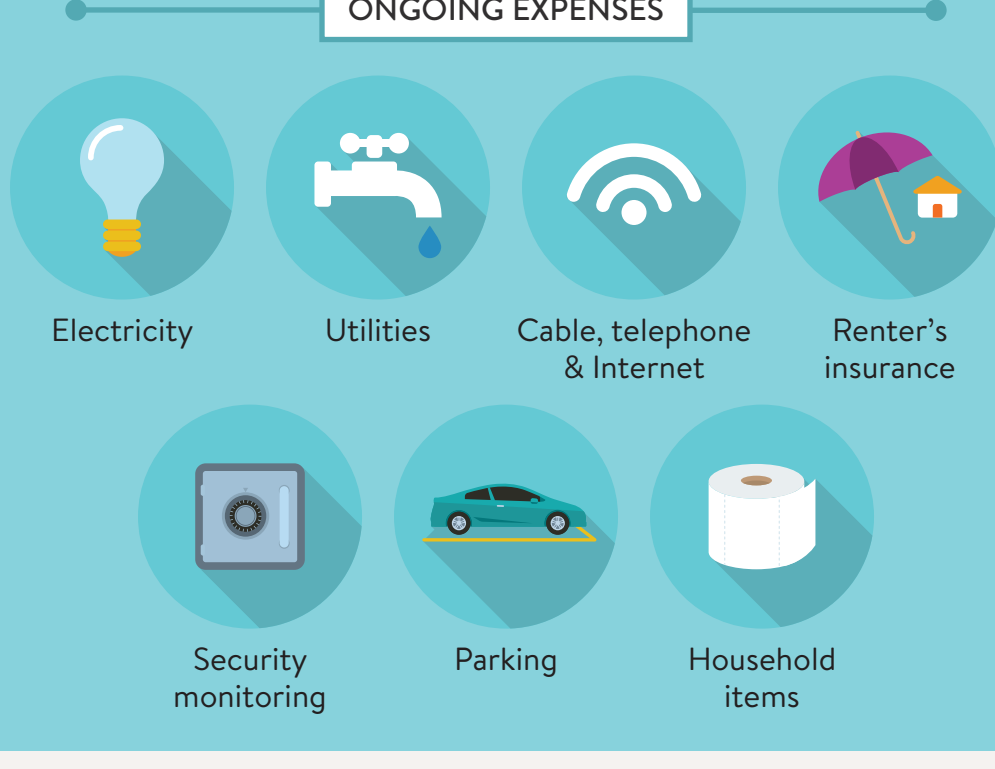 ONGOING EXPENSES
Electricity
Utilities
Cable, telephone
& Internet
Renter’s
insurance
Security
monitoring
Parking
Household
items